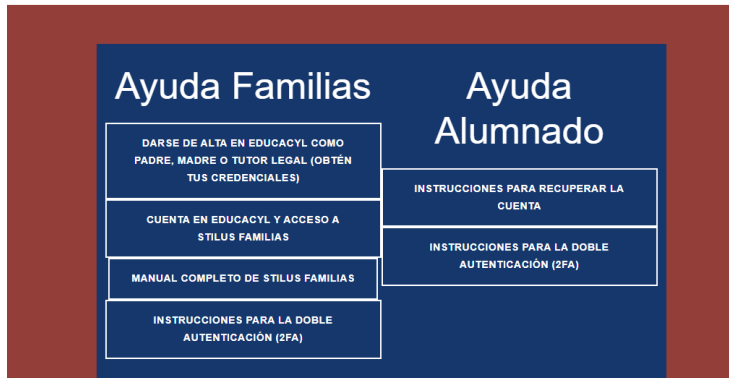 Ayuda Familias
DARSE DE ALTA EN EDUCACYL COMO
PADRE, MADRE O TUTOR LEGAL (OBTÉN
TUS CREDENCIALES)
CUENTA EN EDUCACYL Y ACCESO A
STILUS FAMILIAS
MANUAL COMPLETO DE STILUS FAMILIAS
INSTRUCCIONES PARA LA DOBLE
AUTENTICACIÓN (2FA)
Ayuda
Alumnado
INSTRUCCIONES PARA RECUPERAR LA
CUENTA
INSTRUCCIONES PARA LA DOBLE
AUTENTICACIÓN (2FA)